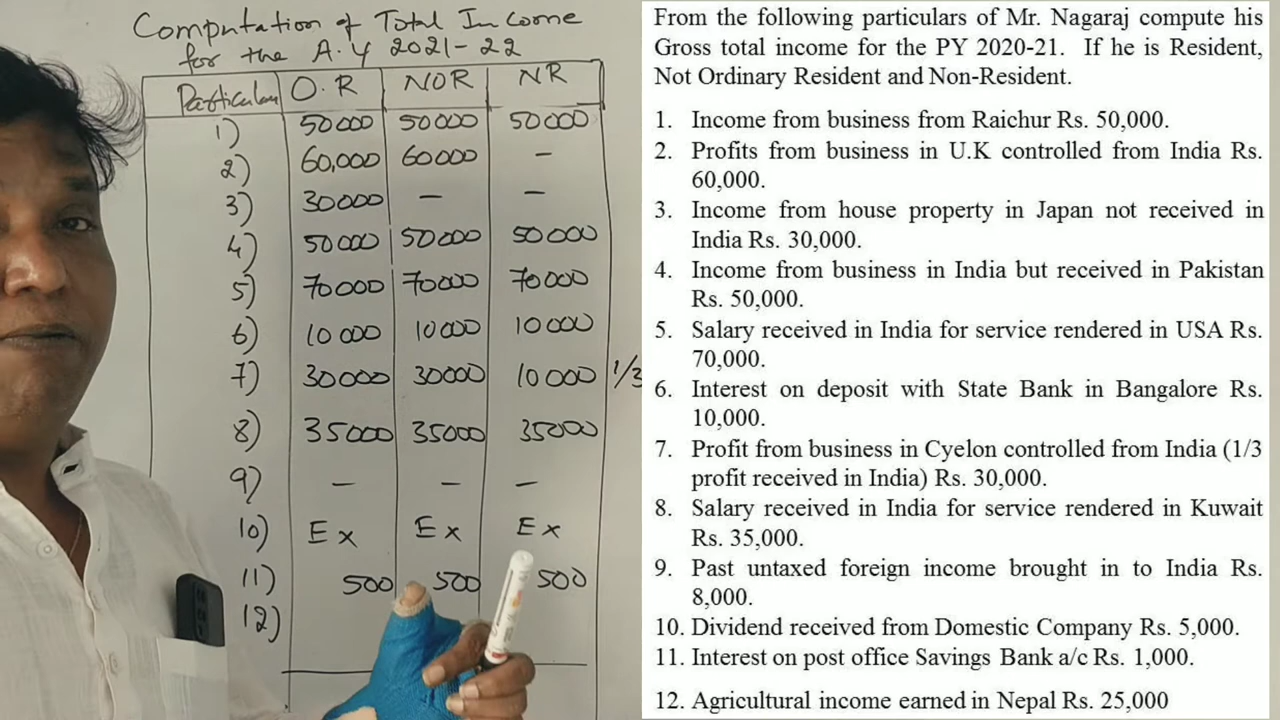 Computation of Total Income
for the A.Y 2021-22
Particulars O.R NOR NR
1) 50000 50000 50000
2) 60,000 60000 -
3) 30000 - -
4) 50000 50000 50000
5) 70000 70000 70000
6) 10000 10000 10000
7) 30000 30000 10000 1/3
8) 35000 35000 35000
9) - - -
10) Ex Ex Ex
11) 500 500 500
12)
From the following particulars of Mr. Nagaraj compute his
Gross total income for the PY 2020-21. If he is Resident,
Not Ordinary Resident and Non-Resident.
1. Income from business from Raichur Rs. 50,000.
2. Profits from business in U.K controlled from India Rs.
60,000.
3. Income from house property in Japan not received in
India Rs. 30,000.
4. Income from business in India but received in Pakistan
Rs. 50,000.
5. Salary received in India for service rendered in USA Rs.
70,000.
6. Interest on deposit with State Bank in Bangalore Rs.
10,000.
7. Profit from business in Cyelon controlled from India (1/3
profit received in India) Rs. 30,000.
8. Salary received in India for service rendered in Kuwait
Rs. 35,000.
9. Past untaxed foreign income brought in to India Rs.
8,000.
10. Dividend received from Domestic Company Rs. 5,000.
11. Interest on post office Savings Bank a/c Rs. 1,000.
12. Agricultural income earned in Nepal Rs. 25,000